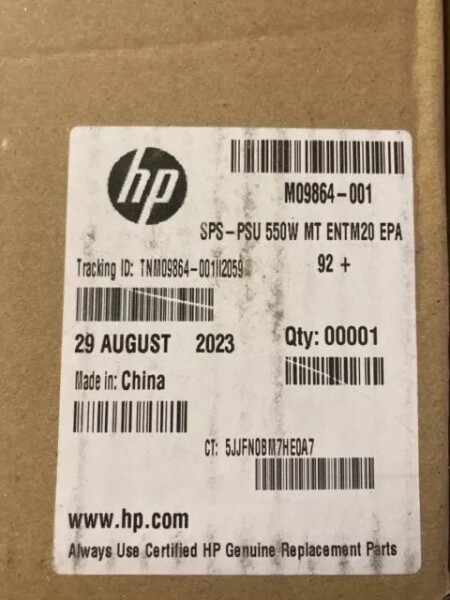 hp
M09864-001
SPS-PSU 550W MT ENTM20 EPA
92 +
Tracking ID: TNM09864-001II2059
29 AUGUST 2023
Qty: 00001
Made in: China
CT: 5JJFN0BM7HE0A7
www.hp.com
Always Use Certified HP Genuine Replacement Parts